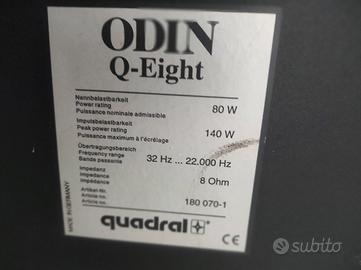 ODIN
Q-Eight
Nennbelastbarkeit
Power rating 80 W
Puissance nominale admissible
Impulsbelastbarkeit
Peak power rating 140 W
Puissance maximum à l'écrêlage
Übertragungsbereich
Frequency range 32 Hz ... 22.000 Hz
Bande passante
Impedanz
Impedance 8 Ohm
Impédance
Artikel-Nr.
Article no. 180 070-1
Article no.
MADE IN GERMANY
quadral
CE
subito